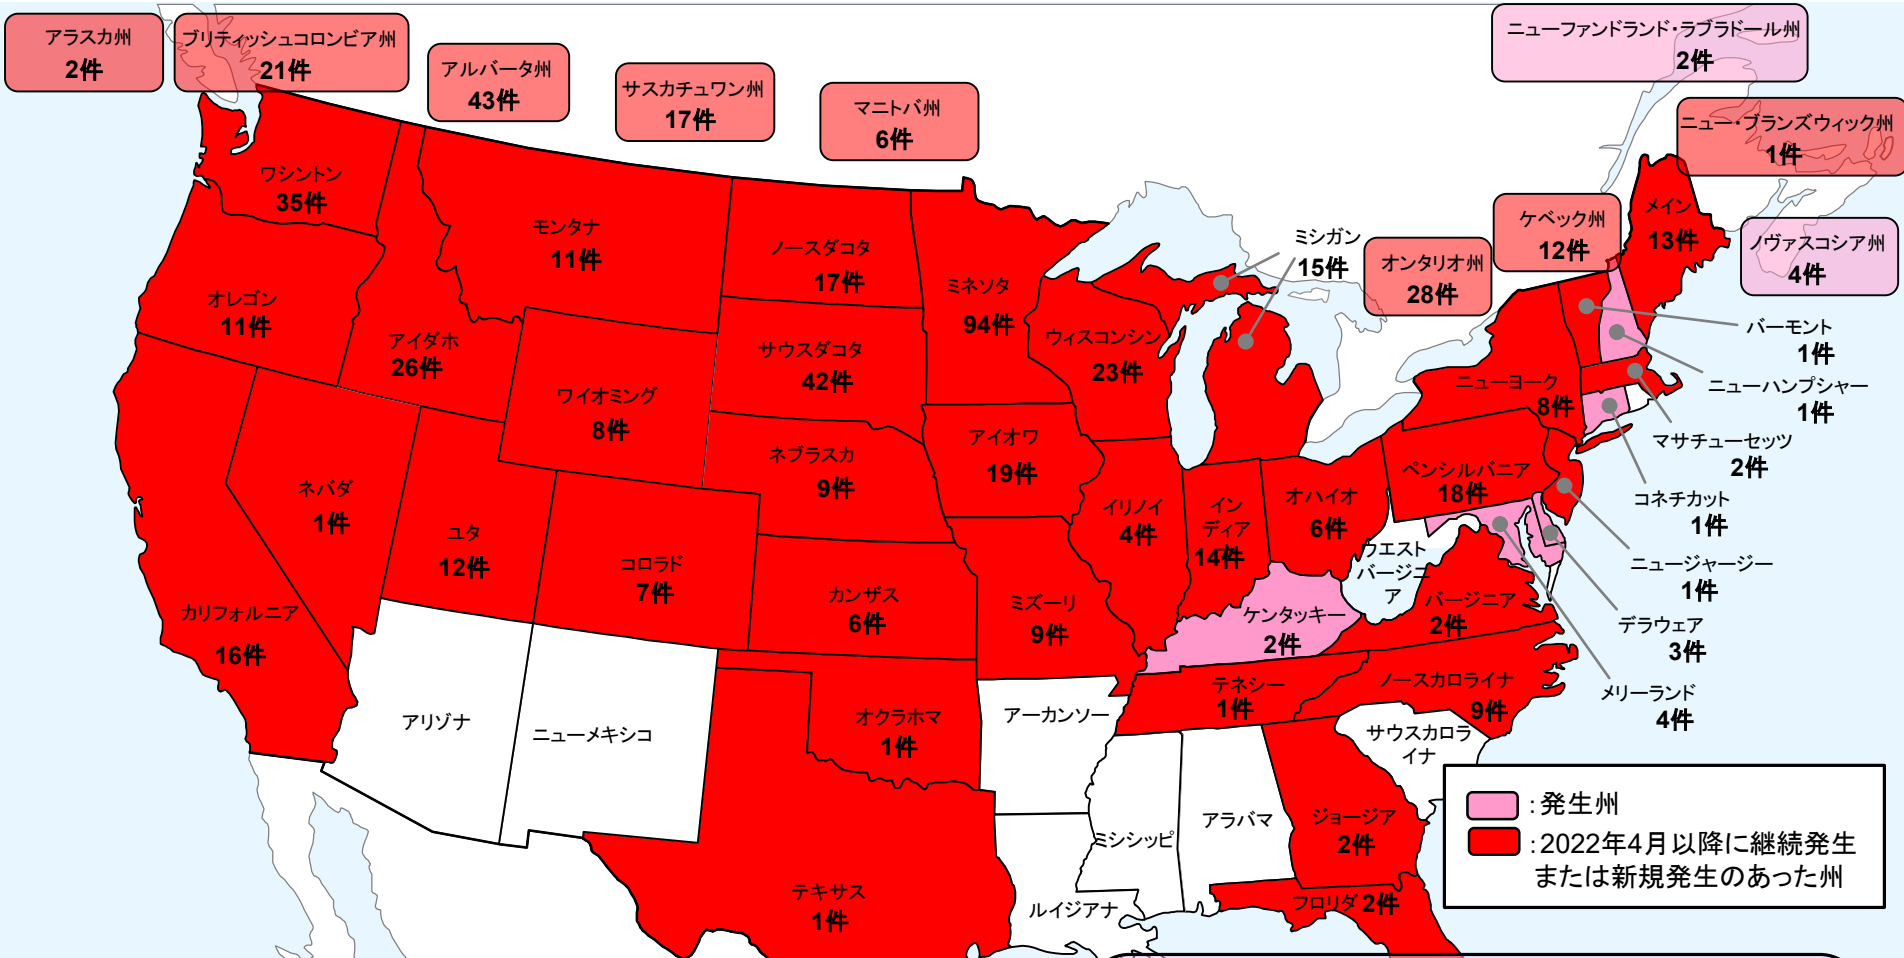 アラスカ州
2件
ブリティッシュコロンビア州
21件
アルバータ州
43件
サスカチュワン州
17件
マニトバ州
6件
ニューファンドランド・ラブラドール州
2件
ニュー・ブランズウィック州
1件
ケベック州
12件
ノヴァスコシア州
4件
オンタリオ州
28件
ミシガン
15件
メイン
13件
ワシントン
35件
モンタナ
11件
ノースダコタ
17件
ミネソタ
94件
オレゴン
11件
アイダホ
26件
サウスダコタ
42件
ウィスコンシン
23件
ワイオミング
8件
ニューヨーク
8件
バーモント
1件
ニューハンプシャー
1件
マサチューセッツ
2件
コネチカット
1件
ニュージャージー
1件
デラウェア
3件
メリーランド
4件
アイオワ
19件
ネブラスカ
9件
ペンシルバニア
18件
ネバダ
1件
ユタ
12件
コロラド
7件
イリノイ
4件
イン
ディア
14件
オハイオ
6件
ウエスト
バージニ
ア
カリフォルニア
16件
カンザス
6件
ミズーリ
9件
ケンタッキー
2件
バージニア
2件
テネシー
1件
ノースカロライナ
9件
アリゾナ
ニューメキシコ
オクラホマ
1件
アーカンソー
サウスカロラ
イナ
ミシシッピ
アラバマ
ジョージア
2件
テキサス
1件
ルイジアナ
フロリダ 2件
：発生州
：2022年4月以降に継続発生
または新規発生のあった州